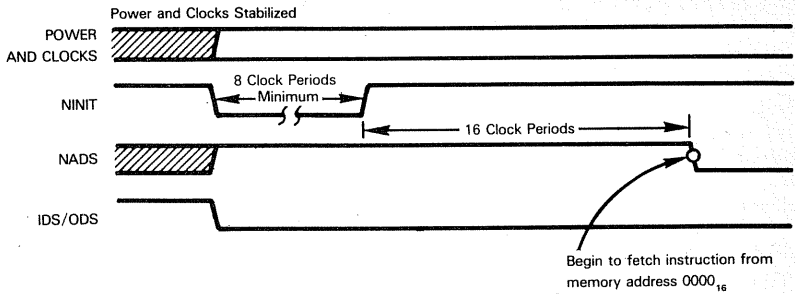 Power and Clocks Stabilized
POWER
AND CLOCKS
8 Clock Periods
Minimum
NINIT
16 Clock Periods
NADS
IDS/ODS
Begin to fetch instruction from
memory address 0000₁₆